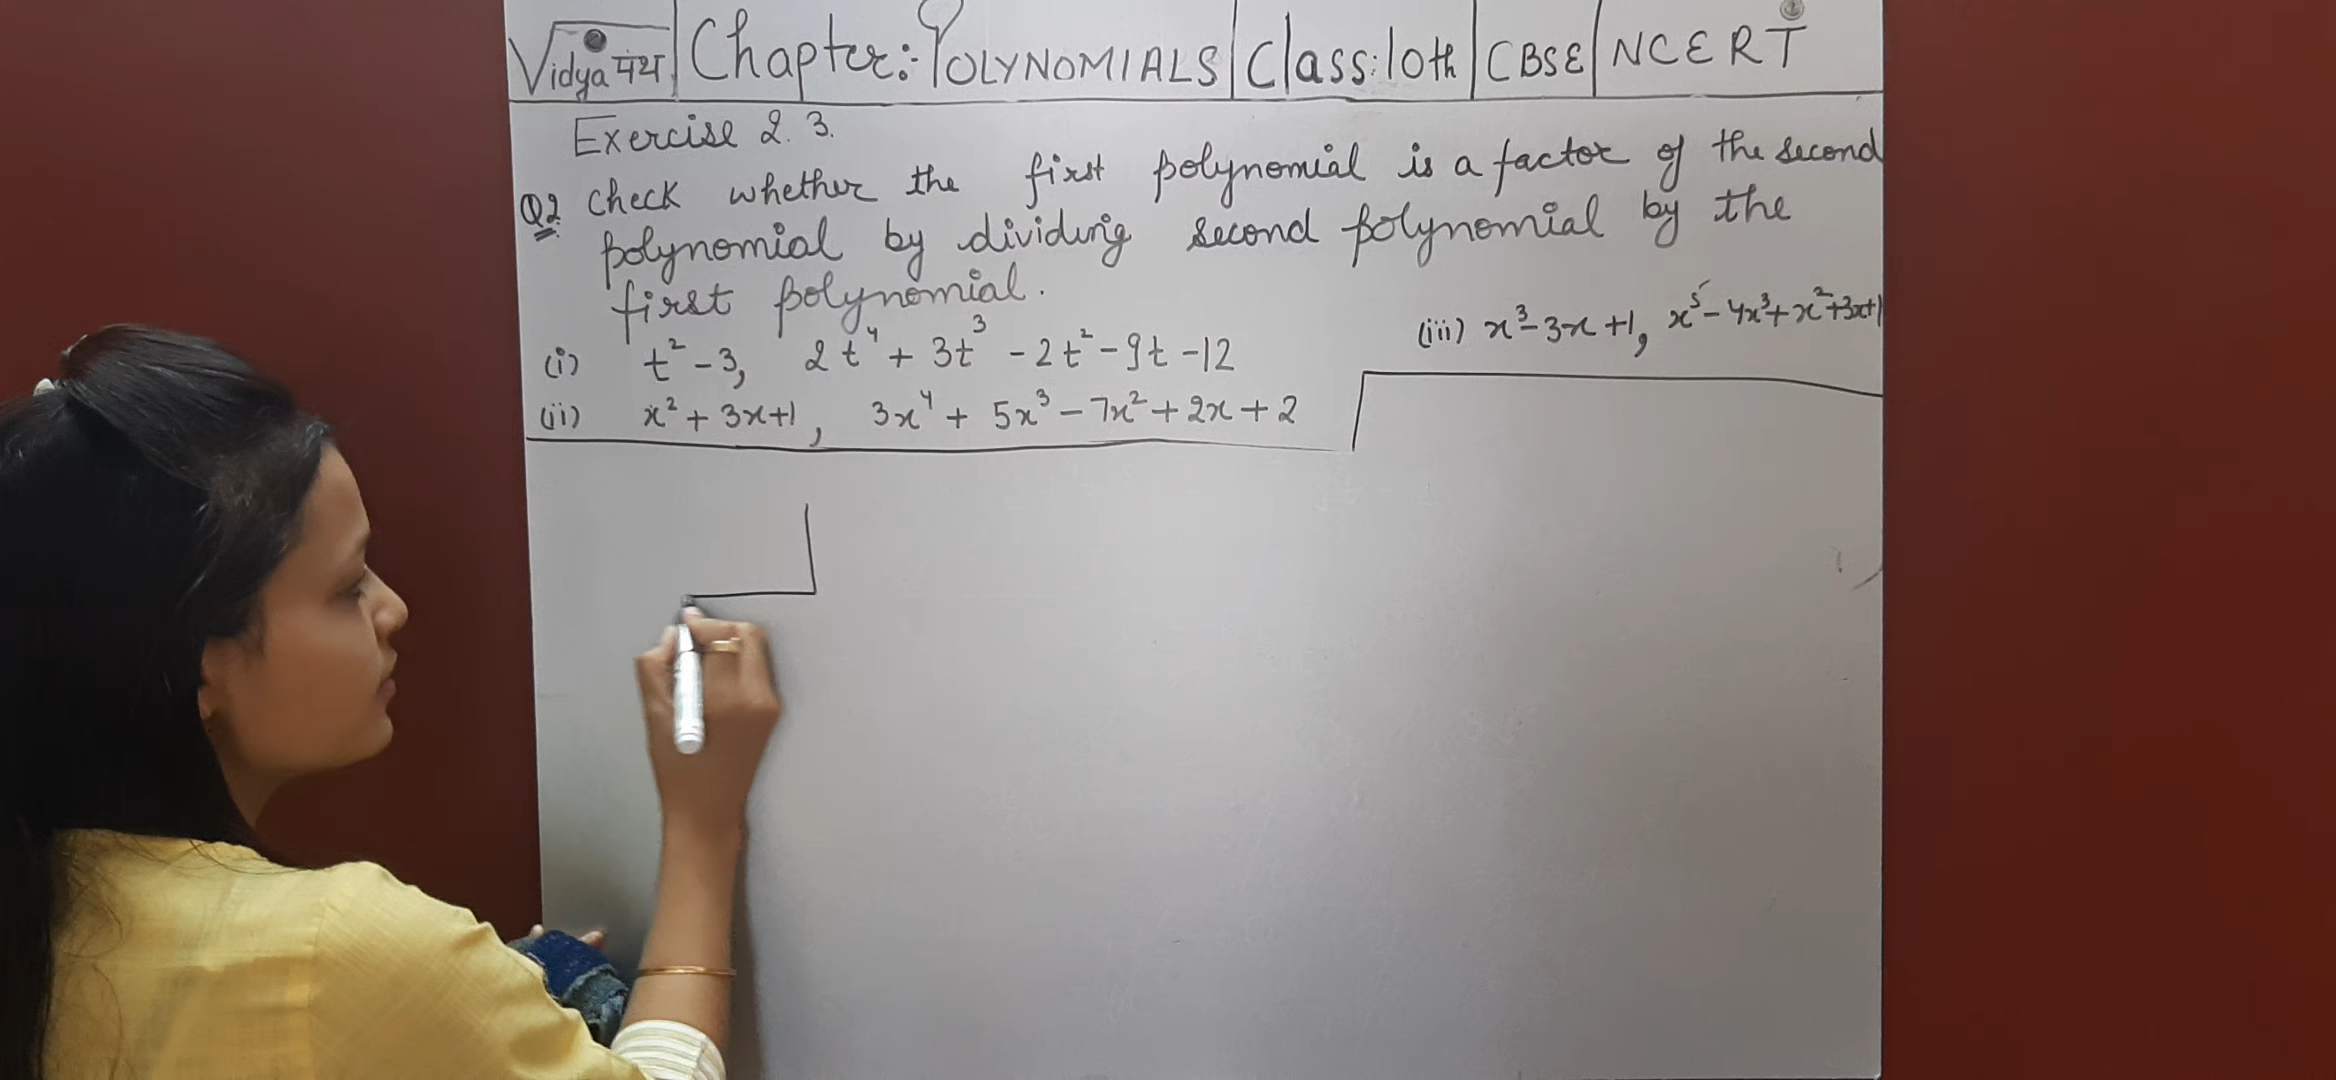 Vidya पथ | Chapter:- POLYNOMIALS | Class: 10th | CBSE | NCERT
Exercise 2.3.
Q2 Check whether the first polynomial is a factor of the second
polynomial by dividing second polynomial by the
first polynomial.
(i) t² - 3, 2t⁴ + 3t³ - 2t² - 9t - 12
(ii) x² + 3x + 1, 3x⁴ + 5x³ - 7x² + 2x + 2
(iii) x³ - 3x + 1, x⁵ - 4x³ + x² + 3x + 1